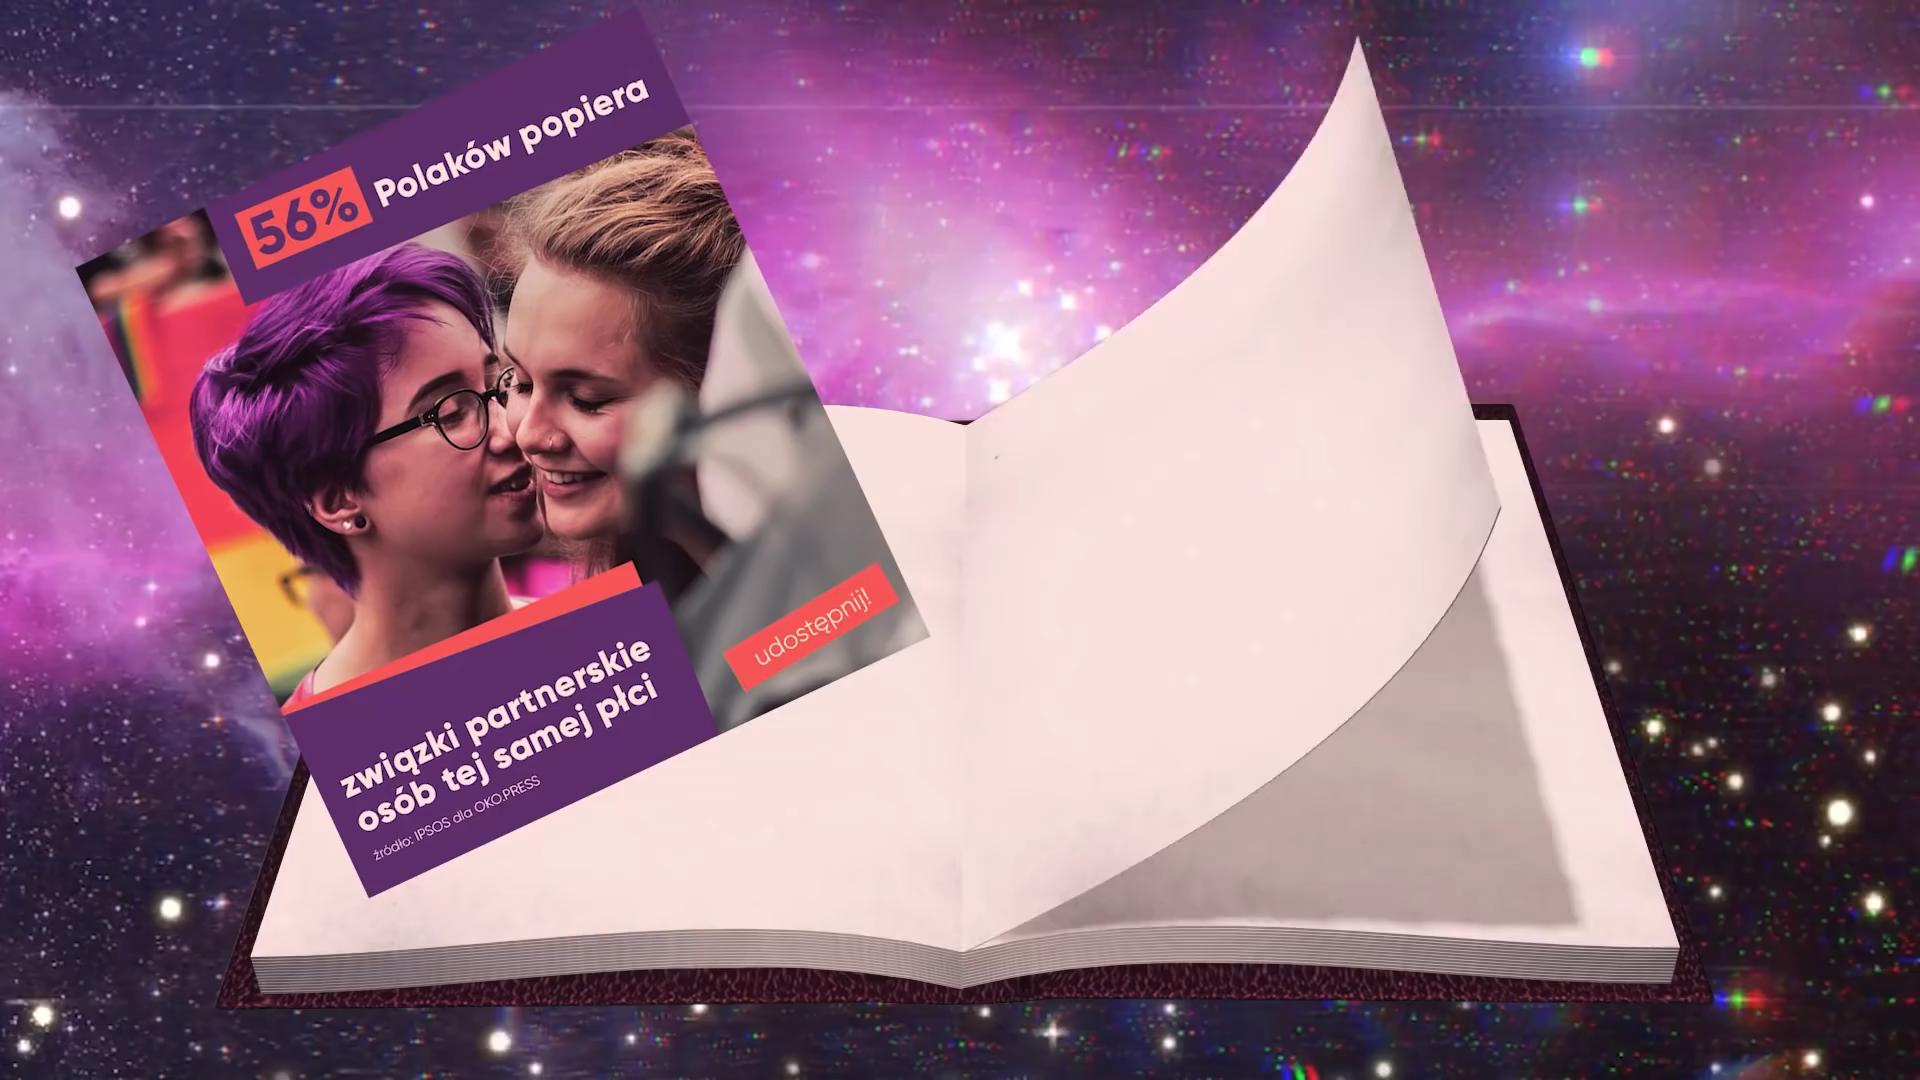 56% Polaków popiera
udostępnij!
związki partnerskie
osób tej samej płci
źródło: IPSOS dla OKO.PRESS